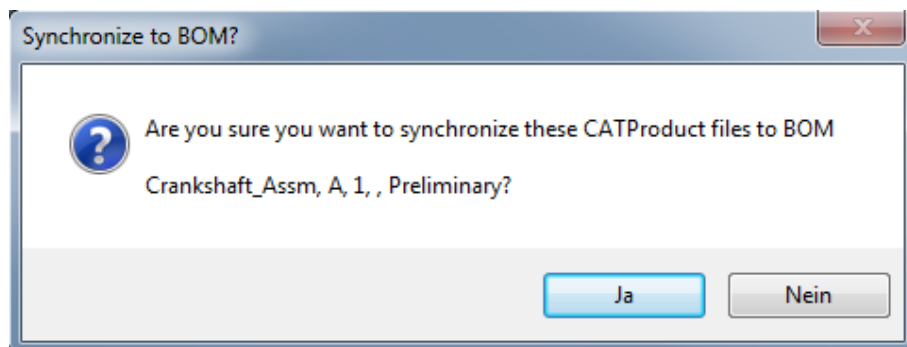 Synchronize to BOM?
Are you sure you want to synchronize these CATProduct files to BOM
Crankshaft_Assm, A, 1, , Preliminary?
Ja Nein